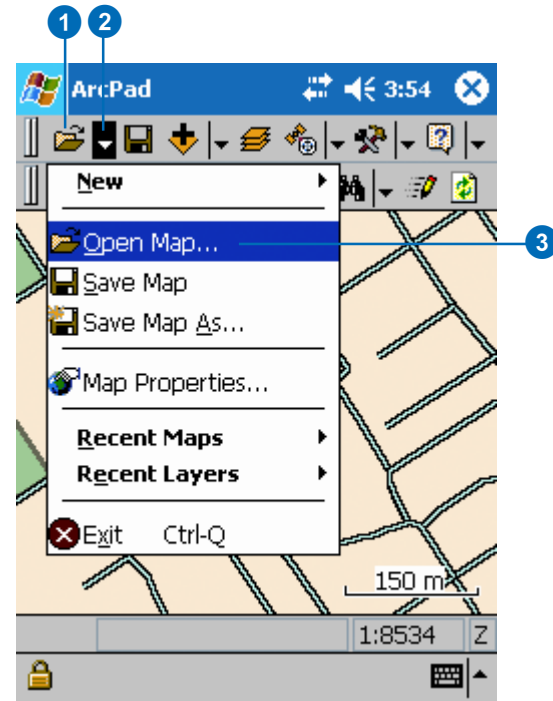 1 2
ArcPad 3:54
New
Open Map... 3
Save Map
Save Map As...
Map Properties...
Recent Maps
Recent Layers
Exit Ctrl-Q
150 m
1:8534 Z